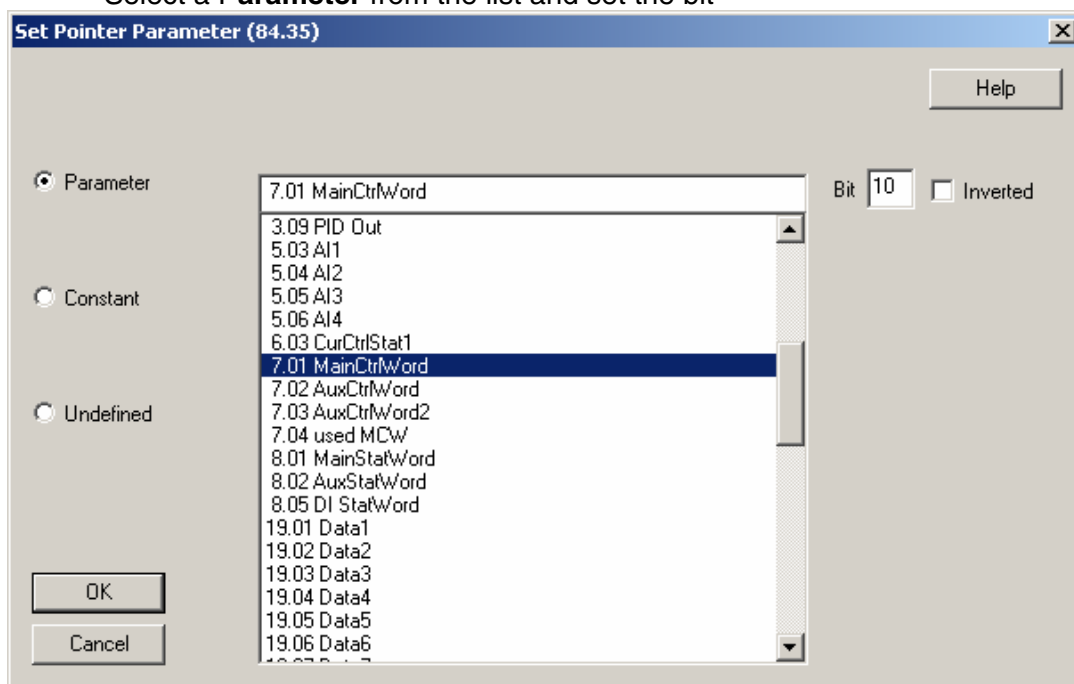 Select a Parameter from the list and set the bit
Set Pointer Parameter (84.35)
Help
Parameter
7.01 MainCtrlWord
Bit 10 Inverted
3.09 PID Out
5.03 AI1
5.04 AI2
5.05 AI3
5.06 AI4
Constant
6.03 CurCtrlStat1
7.01 MainCtrlWord
7.02 AuxCtrlWord
7.03 AuxCtrlWord2
Undefined
7.04 used MCW
8.01 MainStatWord
8.02 AuxStatWord
8.05 DI StatWord
19.01 Data1
19.02 Data2
19.03 Data3
19.04 Data4
19.05 Data5
19.06 Data6
OK
Cancel